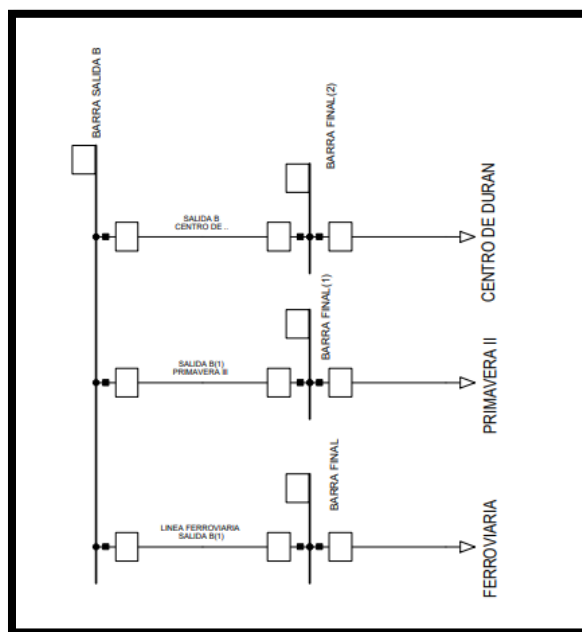 BARRA SALIDA B
BARRA FINAL(2)
SALIDA B
CENTRO DE ..
CENTRO DE DURAN
BARRA FINAL(1)
SALIDA B(1)
PRIMAVERA III
PRIMAVERA II
BARRA FINAL
LINEA FERROVIARIA
SALIDA B(1)
FERROVIARIA